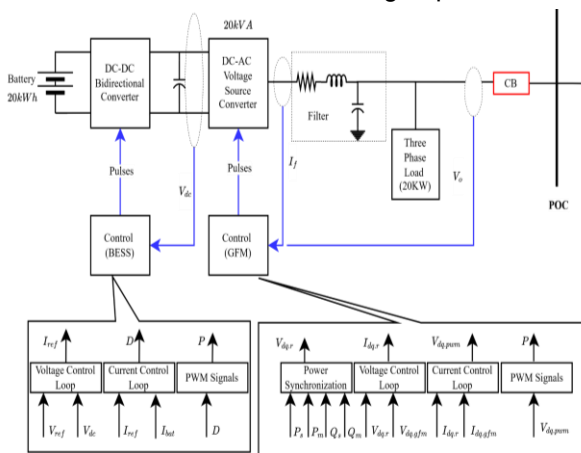 20kVA
Battery
20kWh
DC-DC
Bidirectional
Converter
DC-AC
Voltage
Source
Converter
Filter
CB
Three
Phase
Load
(20KW)
POC
Pulses
Pulses
V_dc
I_f
V_o
Control
(BESS)
Control
(GFM)
I_ref
D
P
Voltage Control
Loop
Current Control
Loop
PWM Signals
V_ref
V_dc
I_ref
I_bat
D
V_dq.r
I_dq.r
V_dq.pwm
P
Power
Synchronization
Voltage Control
Loop
Current Control
Loop
PWM Signals
P_s
P_m
Q_s
Q_m
V_dq.r
V_dq.gfm
I_dq.r
I_dq.gfm
V_dq.pwm